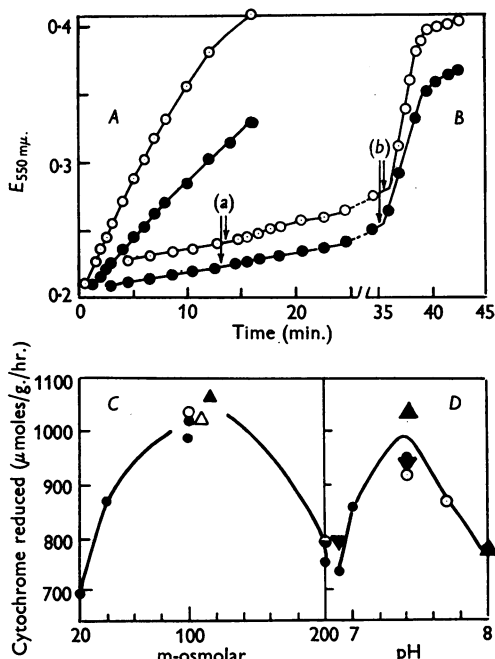 0·4
0·3
0·2
E550 mμ.
A
B
(a)
(b)
0 10 20 35 40 45
Time (min.)
Cytochrome reduced (μmoles/g./hr.)
1100
1000
900
800
700
C
D
20 100 200 7 8
m-osmolar pH